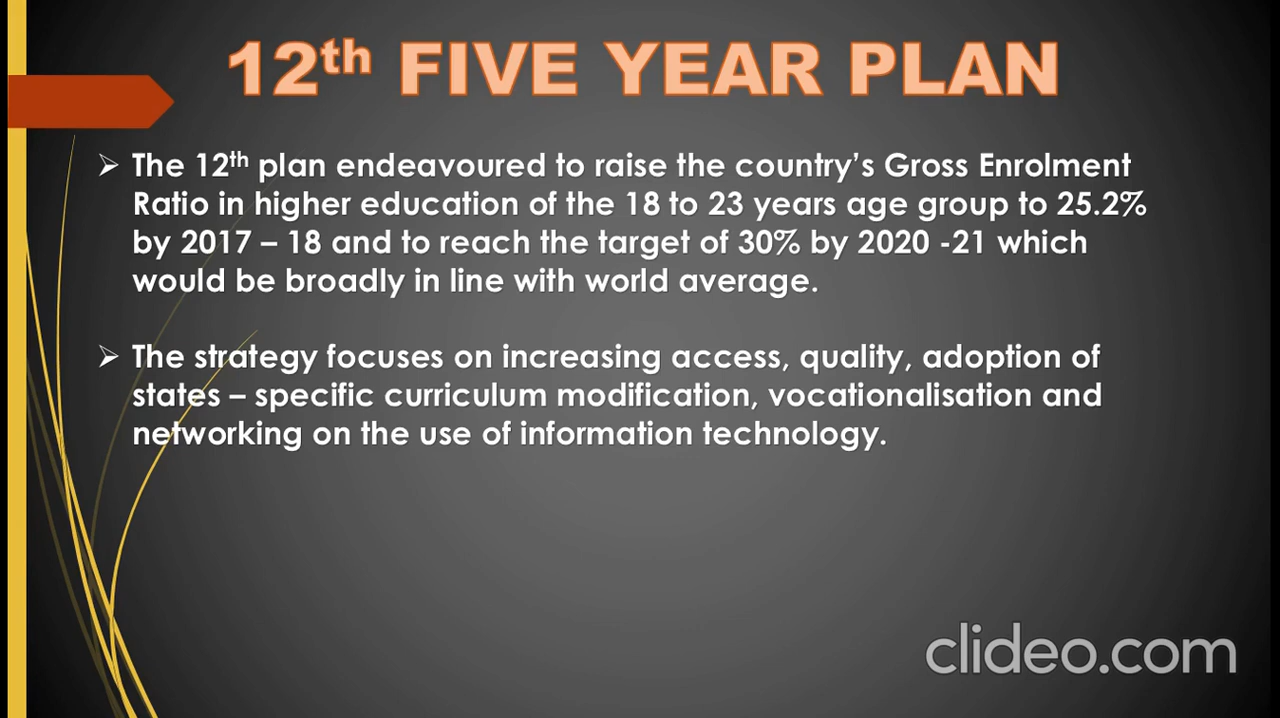 12th FIVE YEAR PLAN
➢ The 12th plan endeavoured to raise the country's Gross Enrolment
Ratio in higher education of the 18 to 23 years age group to 25.2%
by 2017 – 18 and to reach the target of 30% by 2020 -21 which
would be broadly in line with world average.
➢ The strategy focuses on increasing access, quality, adoption of
states – specific curriculum modification, vocationalisation and
networking on the use of information technology.
clideo.com